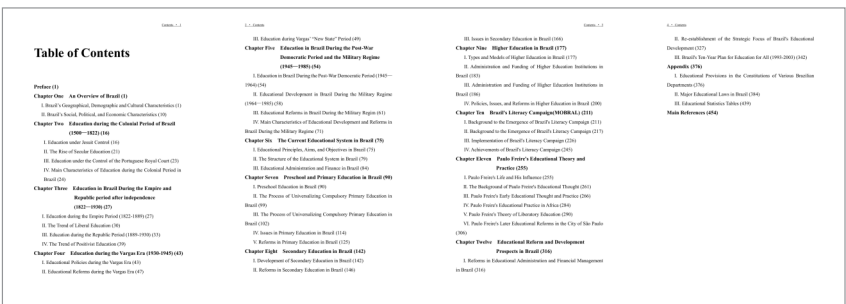 Contents • 1
Table of Contents
Preface (1)
Chapter One An Overview of Brazil (1)
I. Brazil's Geographical, Demographic and Cultural Characteristics (1)
II. Brazil's Social, Political, and Economic Characteristics (10)
Chapter Two Education during the Colonial Period of Brazil
(1500—1822) (16)
I. Education under Jesuit Control (16)
II. The Rise of Secular Education (21)
III. Education under the Control of the Portuguese Royal Court (23)
IV. Main Characteristics of Education during the Colonial Period in
Brazil (24)
Chapter Three Education in Brazil During the Empire and
Republic period after independence
(1822—1930) (27)
I. Education during the Empire Period (1822-1889) (27)
II. The Trend of Liberal Education (30)
III. Education during the Republic Period (1889-1930) (33)
IV. The Trend of Positivist Education (39)
Chapter Four Education during the Vargas Era (1930-1945) (43)
I. Educational Policies during the Vargas Era (43)
II. Educational Reforms during the Vargas Era (47)
2 • Contents
III. Education during Vargas' "New State" Period (49)
Chapter Five Education in Brazil During the Post-War
Democratic Period and the Military Regime
(1945—1985) (54)
I. Education in Brazil During the Post-War Democratic Period (1945—
1964) (54)
II. Educational Development in Brazil During the Military Regime
(1964—1985) (58)
III. Educational Reforms in Brazil During the Military Regim (61)
IV. Main Characteristics of Educational Development and Reforms in
Brazil During the Military Regime (71)
Chapter Six The Current Educational System in Brazil (75)
I. Educational Principles, Aims, and Objectives in Brazil (75)
II. The Structure of the Educational System in Brazil (79)
III. Educational Administration and Finance in Brazil (84)
Chapter Seven Preschool and Primary Education in Brazil (90)
I. Preschool Education in Brazil (90)
II. The Process of Universalizing Compulsory Primary Education in
Brazil (99)
III. The Process of Universalizing Compulsory Primary Education in
Brazil (102)
IV. Issues in Primary Education in Brazil (114)
V. Reforms in Primary Education in Brazil (125)
Chapter Eight Secondary Education in Brazil (142)
I. Development of Secondary Education in Brazil (142)
II. Reforms in Secondary Education in Brazil (146)
Contents • 3
III. Issues in Secondary Education in Brazil (166)
Chapter Nine Higher Education in Brazil (177)
I. Types and Models of Higher Education in Brazil (177)
II. Administration and Funding of Higher Education Institutions in
Brazil (183)
III. Administration and Funding of Higher Education Institutions in
Brazil (186)
IV. Policies, Issues, and Reforms in Higher Education in Brazil (200)
Chapter Ten Brazil's Literacy Campaign(MOBRAL) (211)
I. Background to the Emergence of Brazil's Literacy Campaign (211)
II. Background to the Emergence of Brazil's Literacy Campaign (217)
III. Implementation of Brazil's Literacy Campaign (226)
IV. Achievements of Brazil's Literacy Campaign (245)
Chapter Eleven Paulo Freire's Educational Theory and
Practice (255)
I. Paulo Freire's Life and His Influence (255)
II. The Background of Paulo Freire's Educational Thought (261)
III. Paulo Freire's Early Educational Thought and Practice (266)
IV. Paulo Freire's Educational Practice in Africa (284)
V. Paulo Freire's Theory of Liberatory Education (290)
VI. Paulo Freire's Later Educational Reforms in the City of São Paulo
(306)
Chapter Twelve Educational Reform and Development
Prospects in Brazil (316)
I. Reforms in Educational Administration and Financial Management
in Brazil (316)
4 • Contents
II. Re-establishment of the Strategic Focus of Brazil's Educational
Development (327)
III. Brazil's Ten-Year Plan for Education for All (1993-2003) (342)
Appendix (376)
I. Educational Provisions in the Constitutions of Various Brazilian
Departments (376)
II. Major Educational Laws in Brazil (394)
III. Educational Statistics Tables (439)
Main References (454)